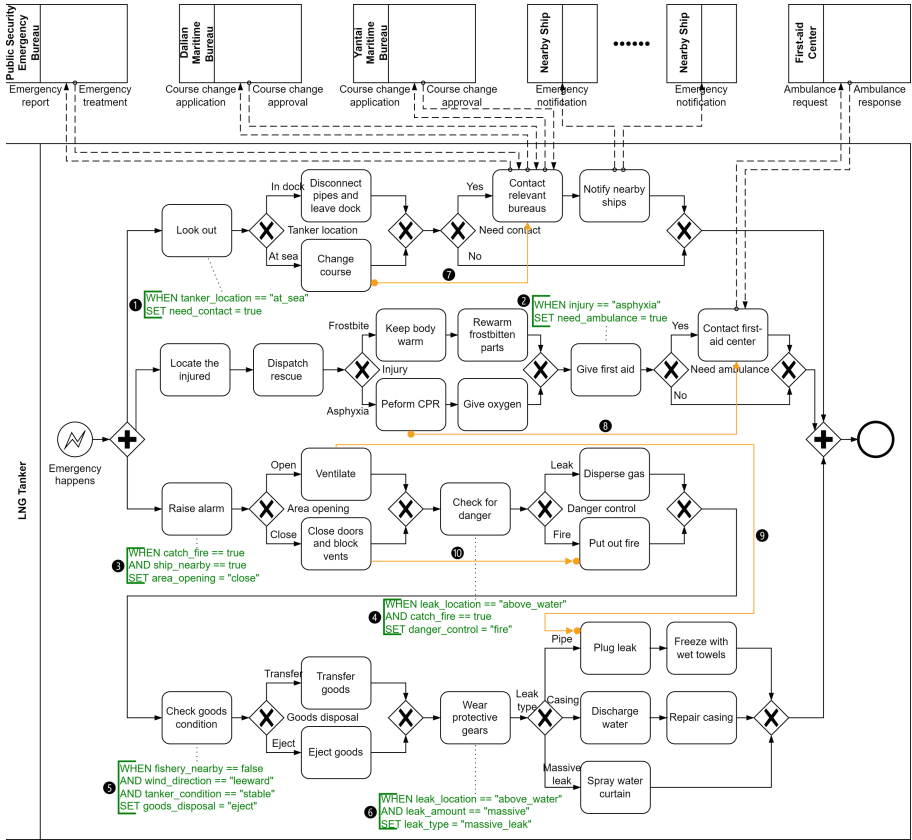 Public Security
Emergency
Bureau
Dalian
Maritime
Bureau
Yantai
Maritime
Bureau
Nearby Ship
••••••
Nearby Ship
First-aid
Center
Emergency
report
Emergency
treatment
Course change
application
Course change
approval
Course change
application
Course change
approval
Emergency
notification
Emergency
notification
Ambulance
request
Ambulance
response
LNG Tanker
Look out
In dock
Disconnect
pipes and
leave dock
Tanker location
At sea
Change
course
Yes
Contact
relevant
bureaus
Notify nearby
ships
Need contact
No
7
1
WHEN tanker_location == "at_sea"
SET need_contact = true
2
WHEN injury == "asphyxia"
SET need_ambulance = true
Locate the
injured
Dispatch
rescue
Frostbite
Keep body
warm
Rewarm
frostbitten
parts
Injury
Asphyxia
Peform CPR
Give oxygen
Give first aid
Yes
Contact first-
aid center
Need ambulance
No
8
Emergency
happens
Raise alarm
Open
Ventilate
Area opening
Close
Close doors
and block
vents
Check for
danger
Leak
Disperse gas
Danger control
Fire
Put out fire
9
10
3
WHEN catch_fire == true
AND ship_nearby == true
SET area_opening = "close"
4
WHEN leak_location == "above_water"
AND catch_fire == true
SET danger_control = "fire"
Check goods
condition
Transfer
Transfer
goods
Goods disposal
Eject
Eject goods
Wear
protective
gears
Leak
type
Pipe
Plug leak
Freeze with
wet towels
Casing
Discharge
water
Repair casing
Massive
leak
Spray water
curtain
5
WHEN fishery_nearby == false
AND wind_direction == "leeward"
AND tanker_condition == "stable"
SET goods_disposal = "eject"
6
WHEN leak_location == "above_water"
AND leak_amount == "massive"
SET leak_type = "massive_leak"